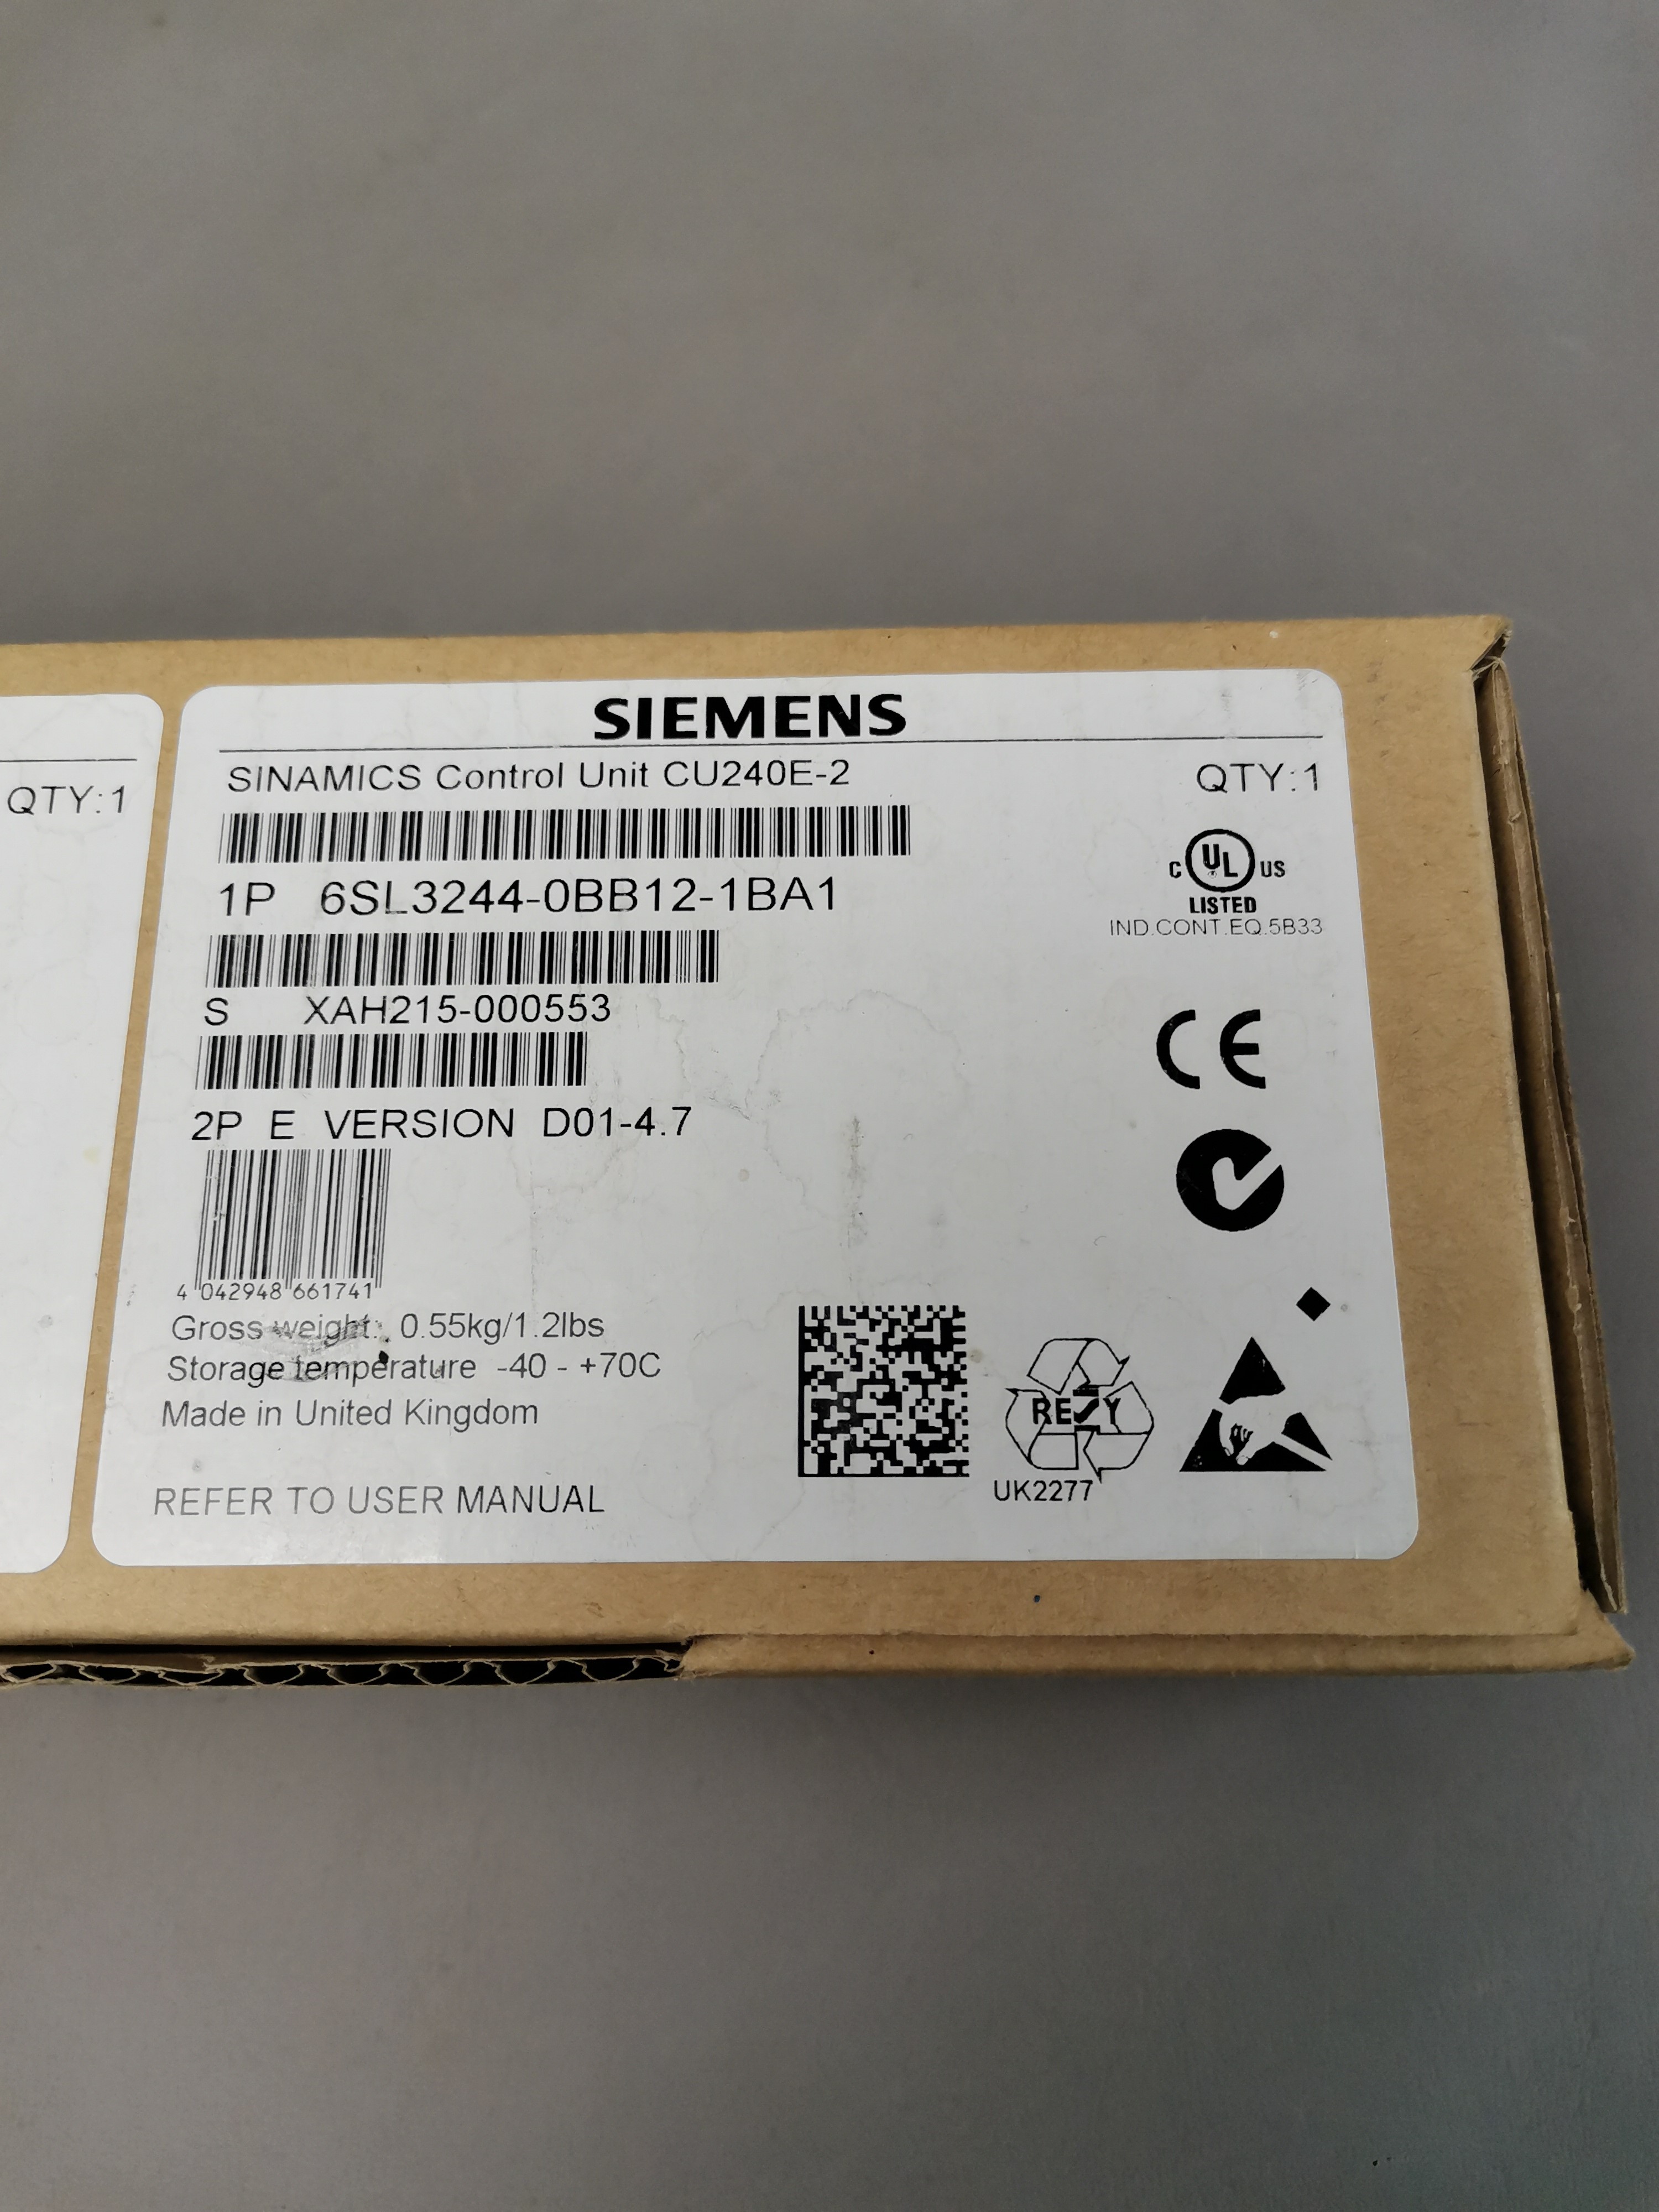 QTY:1
SIEMENS
SINAMICS Control Unit CU240E-2
QTY:1
1P 6SL3244-0BB12-1BA1
C UL US
LISTED
IND.CONT.EQ.5B33
S XAH215-000553
CE
2P E VERSION D01-4.7
4 042948 661741
Gross weight: 0.55kg/1.2lbs
Storage temperature -40 - +70C
Made in United Kingdom
RESY
UK2277
REFER TO USER MANUAL